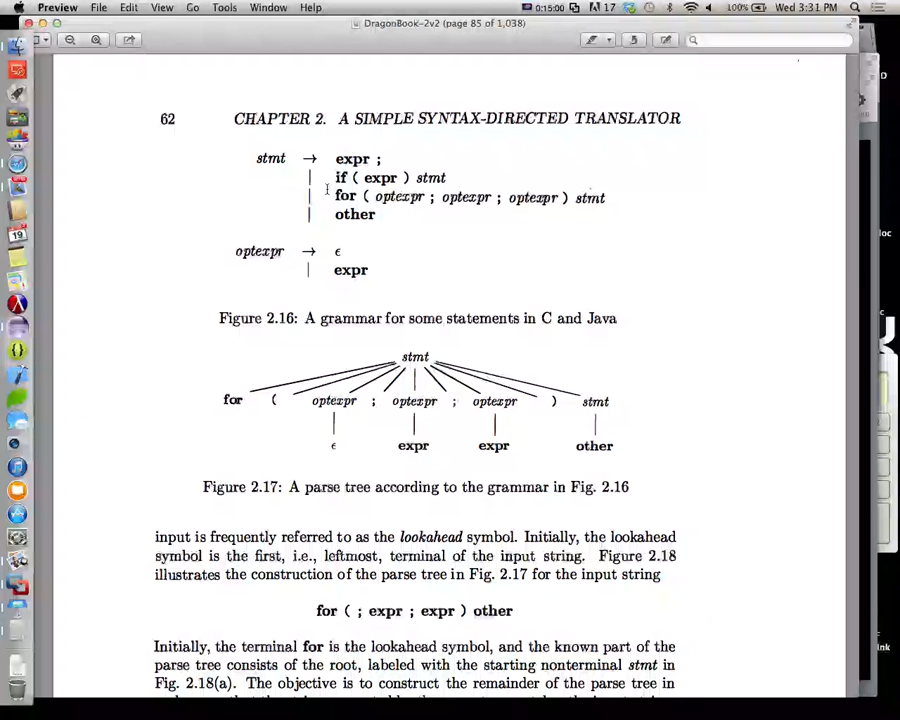 Preview File Edit View Go Tools Window Help 0:15:00 17 100% Wed 3:31 PM
DragonBook-2v2 (page 85 of 1,038)
62 CHAPTER 2. A SIMPLE SYNTAX-DIRECTED TRANSLATOR
stmt → expr ;
| if ( expr ) stmt
| for ( optexpr ; optexpr ; optexpr ) stmt
| other
optexpr → ϵ
| expr
Figure 2.16: A grammar for some statements in C and Java
stmt
for ( optexpr ; optexpr ; optexpr ) stmt
ϵ expr expr other
Figure 2.17: A parse tree according to the grammar in Fig. 2.16
input is frequently referred to as the lookahead symbol. Initially, the lookahead
symbol is the first, i.e., leftmost, terminal of the input string. Figure 2.18
illustrates the construction of the parse tree in Fig. 2.17 for the input string
for ( ; expr ; expr ) other
Initially, the terminal for is the lookahead symbol, and the known part of the
parse tree consists of the root, labeled with the starting nonterminal stmt in
Fig. 2.18(a). The objective is to construct the remainder of the parse tree in